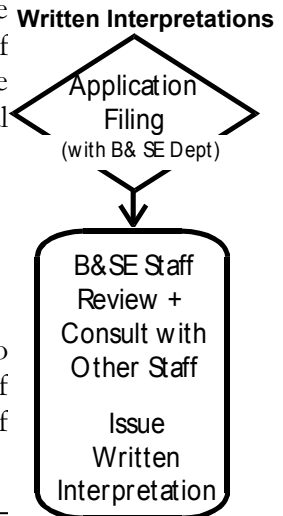 Written Interpretations
Application
Filing
(with B& SE Dept)
B&SE Staff
Review +
Consult with
Other Staff
Issue
Written
Interpretation